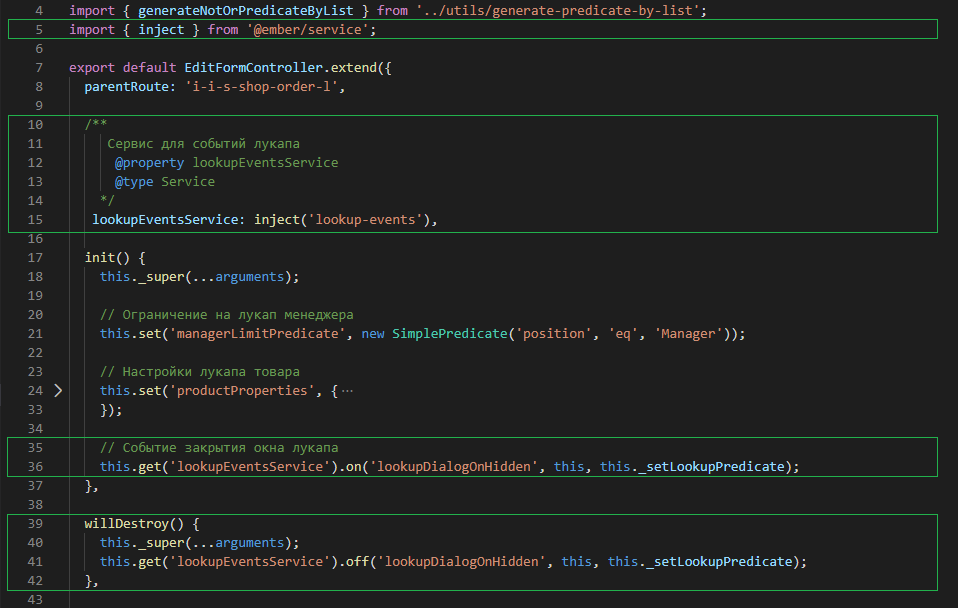 4 import { generateNotOrPredicateByList } from '../utils/generate-predicate-by-list';
5 import { inject } from '@ember/service';
6
7 export default EditFormController.extend({
8 parentRoute: 'i-i-s-shop-order-l',
9
10 /**
11 Сервис для событий лукапа
12 @property lookupEventsService
13 @type Service
14 */
15 lookupEventsService: inject('lookup-events'),
16
17 init() {
18 this._super(...arguments);
19
20 // Ограничение на лукап менеджера
21 this.set('managerLimitPredicate', new SimplePredicate('position', 'eq', 'Manager'));
22
23 // Настройки лукапа товара
24 this.set('productProperties', {···
33 });
34
35 // Событие закрытия окна лукапа
36 this.get('lookupEventsService').on('lookupDialogOnHidden', this, this._setLookupPredicate);
37 },
38
39 willDestroy() {
40 this._super(...arguments);
41 this.get('lookupEventsService').off('lookupDialogOnHidden', this, this._setLookupPredicate);
42 },
43